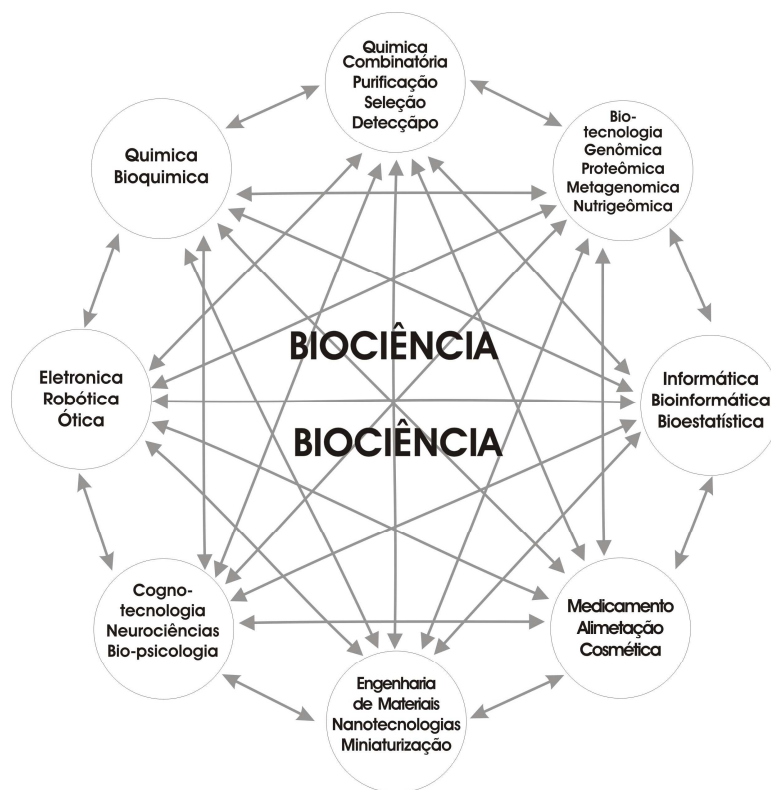 Quimica
Combinatória
Purificação
Seleção
Detecçãpo
Bio-
tecnologia
Genômica
Proteômica
Metagenomica
Nutrigeômica
Quimica
Bioquimica
BIOCIÊNCIA
Eletronica
Robótica
Ótica
Informática
Bioinformática
Bioestatística
BIOCIÊNCIA
Cogno-
tecnologia
Neurociências
Bio-psicologia
Medicamento
Alimetação
Cosmética
Engenharia
de Materiais
Nanotecnologias
Miniaturização